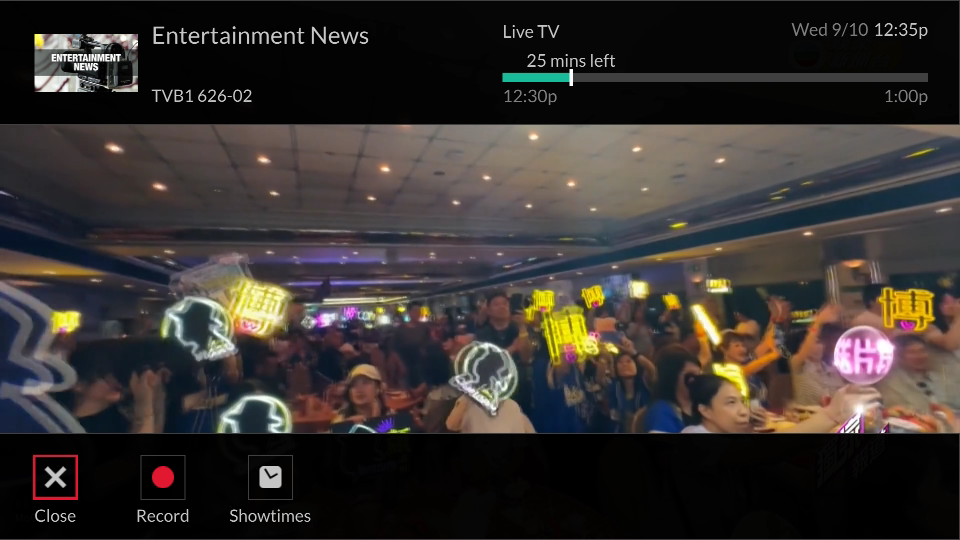 Entertainment News
Live TV
Wed 9/10 12:35p
ENTERTAINMENT
NEWS
25 mins left
TVB1 626-02
12:30p
1:00p
博
博
博
Close
Record
Showtimes